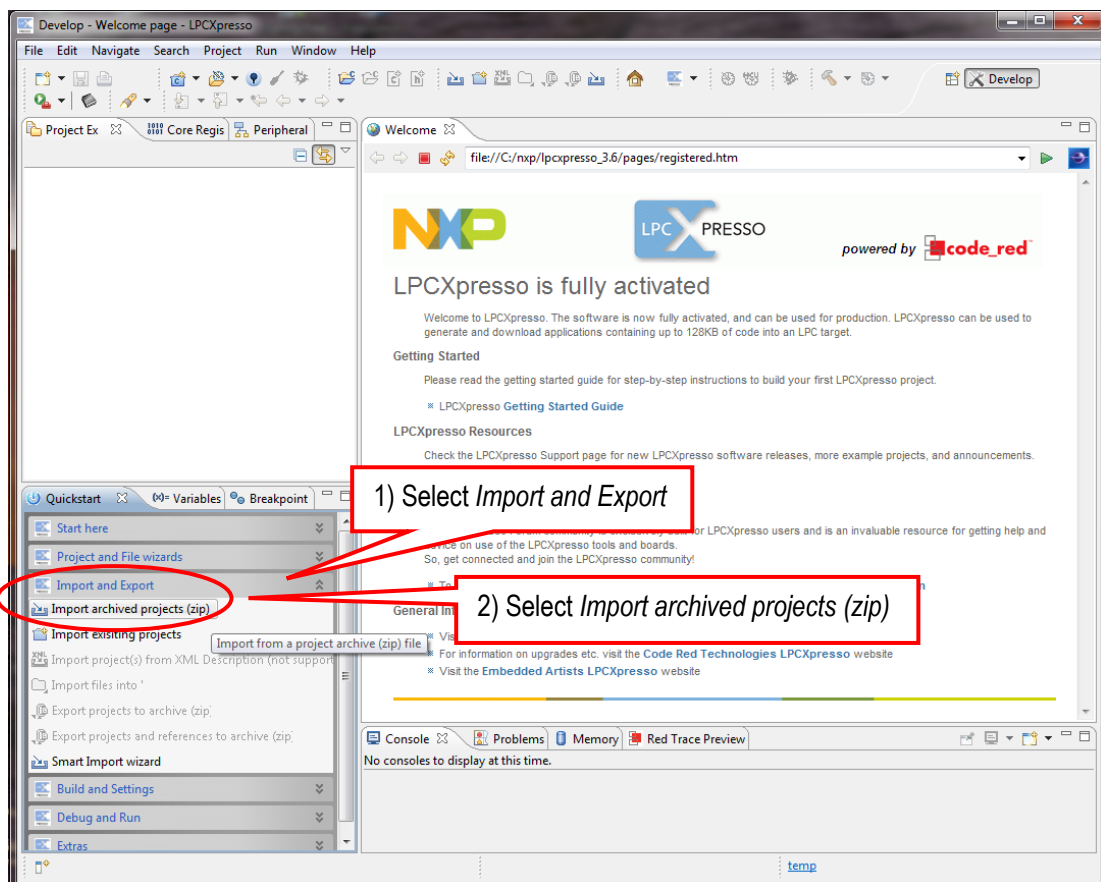 Develop - Welcome page - LPCXpresso
File Edit Navigate Search Project Run Window Help
Develop
Project Ex Core Regis Peripheral
Welcome
file://C:/nxp/lpcxpresso_3.6/pages/registered.htm
NXP
LPC XPRESSO
powered by code_red
LPCXpresso is fully activated
Welcome to LPCXpresso. The software is now fully activated, and can be used for production. LPCXpresso can be used to
generate and download applications containing up to 128KB of code into an LPC target.
Getting Started
Please read the getting started guide for step-by-step instructions to build your first LPCXpresso project.
LPCXpresso Getting Started Guide
LPCXpresso Resources
Check the LPCXpresso Support page for new LPCXpresso software releases, more example projects, and announcements.
1) Select Import and Export
for LPCXpresso users and is an invaluable resource for getting help and
on use of the LPCXpresso tools and boards.
So, get connected and join the LPCXpresso community!
2) Select Import archived projects (zip)
General
For information on upgrades etc. visit the Code Red Technologies LPCXpresso website
Visit the Embedded Artists LPCXpresso website
Quickstart (x)= Variables Breakpoint
Start here
Project and File wizards
Import and Export
Import archived projects (zip)
Import exisiting projects
Import from a project archive (zip) file
Import project(s) from XML Description (not support
Import files into '
Export projects to archive (zip)
Export projects and references to archive (zip)
Smart Import wizard
Build and Settings
Debug and Run
Extras
Console Problems Memory Red Trace Preview
No consoles to display at this time.
temp